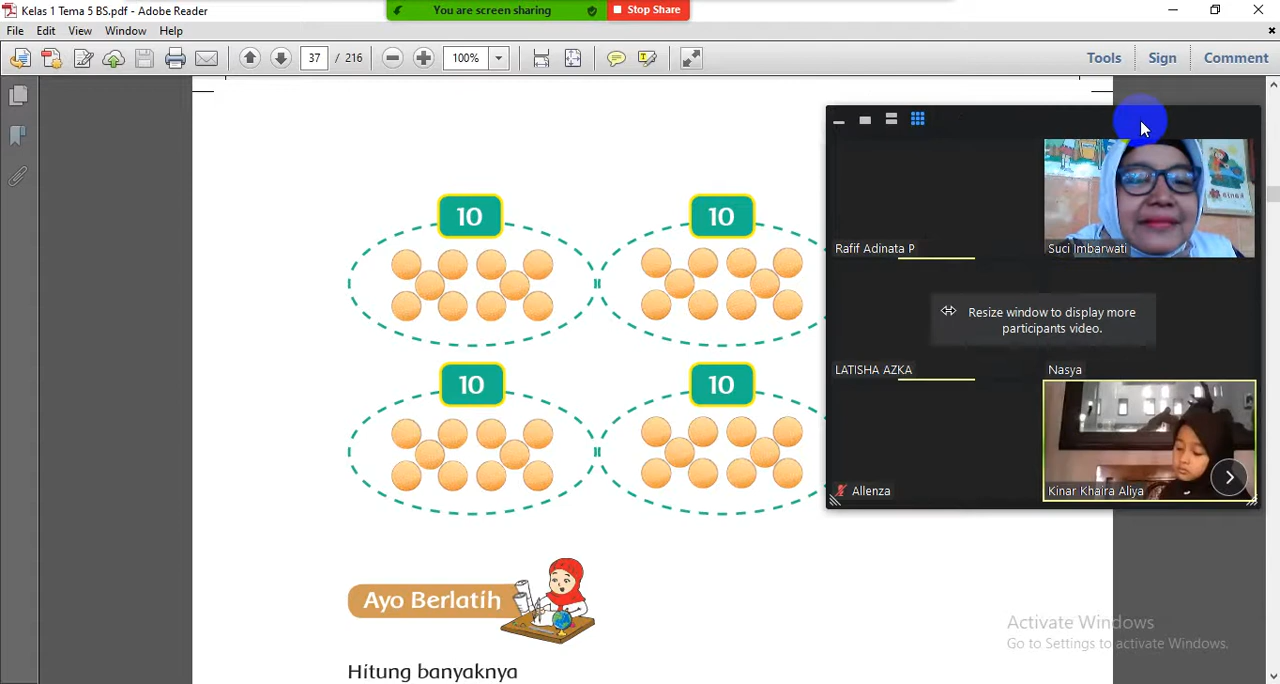 Kelas 1 Tema 5 BS.pdf - Adobe Reader
You are screen sharing
Stop Share
File Edit View Window Help
37 / 216
100%
Tools Sign Comment
10
10
Rafif Adinata P
Suci Imbarwati
Resize window to display more
participants video.
LATISHA AZKA
Nasya
10
10
Allenza
Kinar Khaira Aliya
Ayo Berlatih
Activate Windows
Go to Settings to activate Windows.
Hitung banyaknya